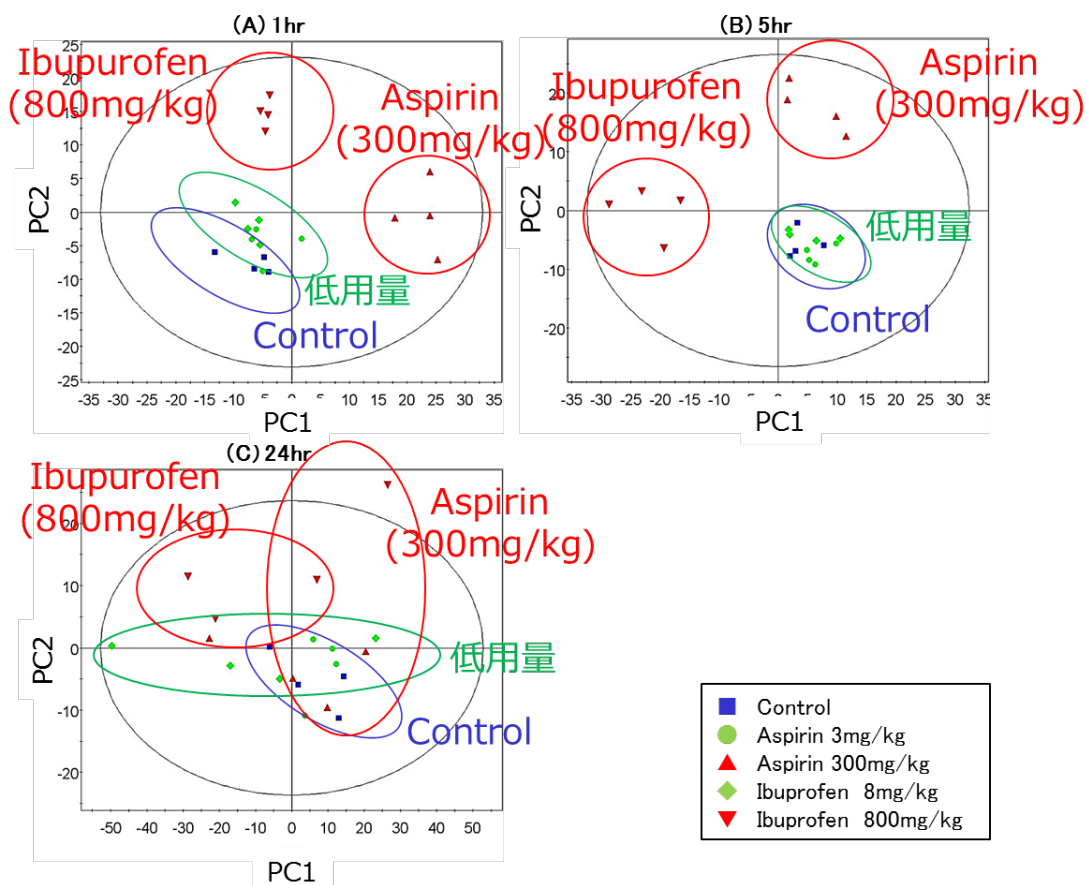 (A) 1hr
25
20
15
10
5
0
-5
-10
-15
-20
-25
Ibupurofen
(800mg/kg)
Aspirin
(300mg/kg)
低用量
Control
PC2
-35 -30 -25 -20 -15 -10 -5 0 5 10 15 20 25 30 35
PC1
(B) 5hr
20
10
0
-10
-20
Ibupurofen
(800mg/kg)
Aspirin
(300mg/kg)
低用量
Control
PC2
-35 -30 -25 -20 -15 -10 -5 0 5 10 15 20 25 30 35
PC1
(C) 24hr
20
10
0
-10
-20
Ibupurofen
(800mg/kg)
Aspirin
(300mg/kg)
低用量
Control
PC2
-50 -40 -30 -20 -10 0 10 20 30 40 50
PC1
Control
Aspirin 3mg/kg
Aspirin 300mg/kg
Ibuprofen 8mg/kg
Ibuprofen 800mg/kg